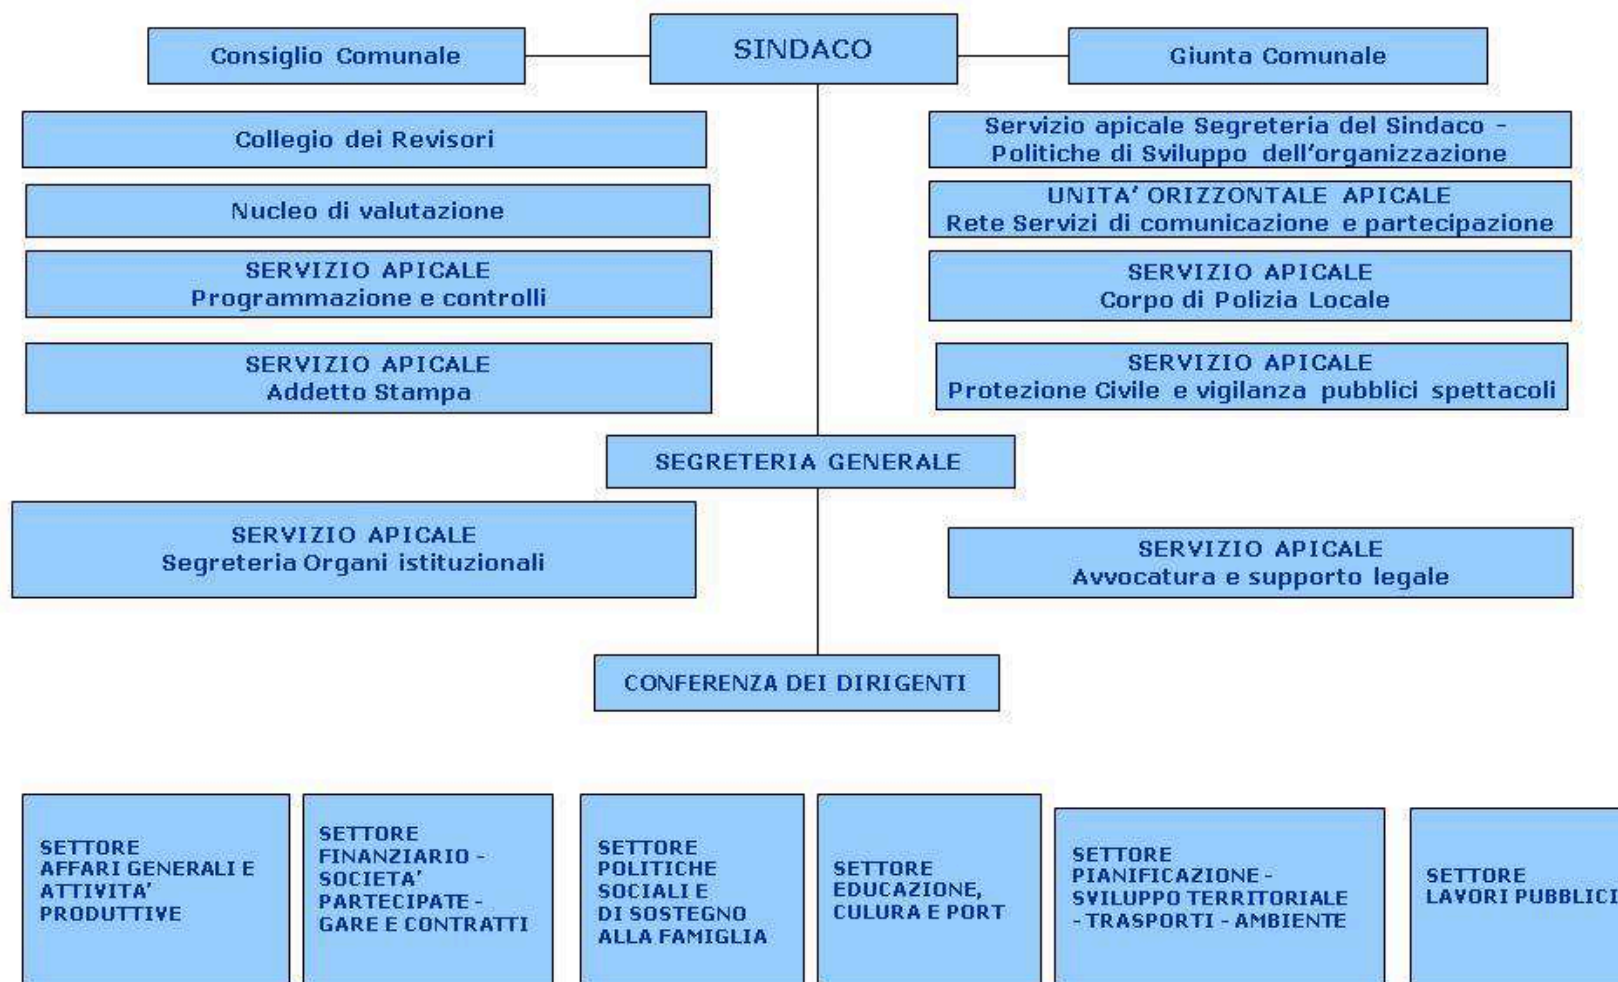 Consiglio Comunale
SINDACO
Giunta Comunale
Collegio dei Revisori
Servizio apicale Segreteria del Sindaco -
Politiche di Sviluppo dell'organizzazione
Nucleo di valutazione
UNITA' ORIZZONTALE APICALE
Rete Servizi di comunicazione e partecipazione
SERVIZIO APICALE
Programmazione e controlli
SERVIZIO APICALE
Corpo di Polizia Locale
SERVIZIO APICALE
Addetto Stampa
SERVIZIO APICALE
Protezione Civile e vigilanza pubblici spettacoli
SEGRETERIA GENERALE
SERVIZIO APICALE
Segreteria Organi istituzionali
SERVIZIO APICALE
Avvocatura e supporto legale
CONFERENZA DEI DIRIGENTI
SETTORE
AFFARI GENERALI E
ATTIVITA'
PRODUTTIVE
SETTORE
FINANZIARIO -
SOCIETA'
PARTECIPATE -
GARE E CONTRATTI
SETTORE
POLITICHE
SOCIALI E
DI SOSTEGNO
ALLA FAMIGLIA
SETTORE
EDUCAZIONE,
CULURA E PORT
SETTORE
PIANIFICAZIONE -
SVILUPPO TERRITORIALE
- TRASPORTI - AMBIENTE
SETTORE
LAVORI PUBBLICI